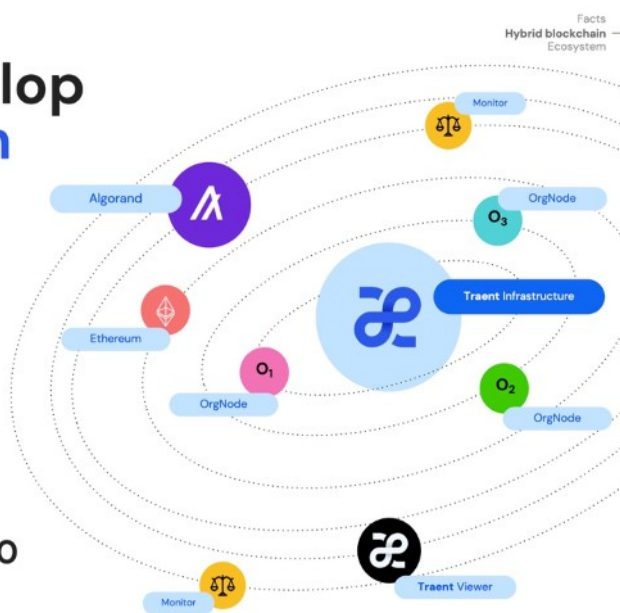 Facts
Hybrid blockchain
Ecosystem
lop
n
Monitor
Algorand
OrgNode
O₃
Traent Infrastructure
Ethereum
O₁
OrgNode
O₂
OrgNode
o
Traent Viewer
Monitor